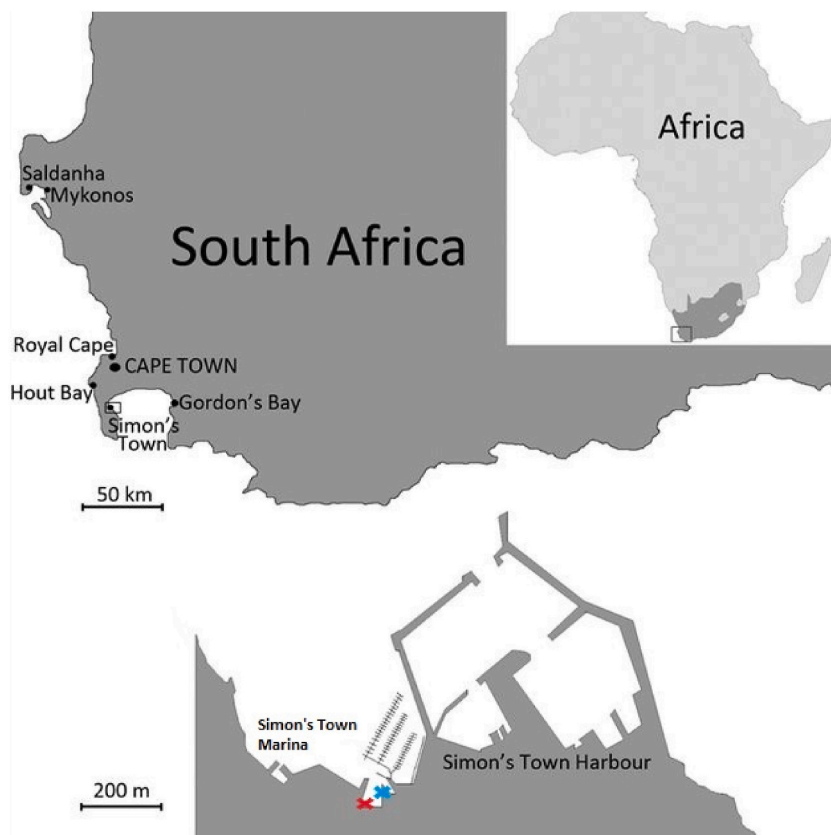 Africa
Saldanha
Mykonos
South Africa
Royal Cape
CAPE TOWN
Hout Bay
Gordon's Bay
Simon's
Town
50 km
Simon's Town
Marina
Simon's Town Harbour
200 m